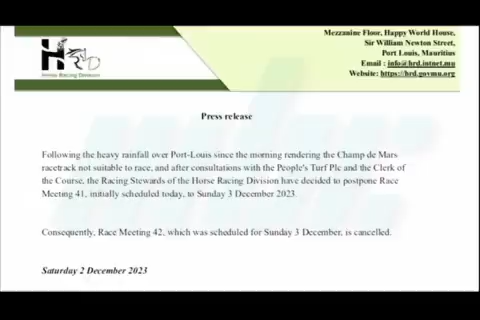 Mezzanine Floor, Happy World House,
Sir William Newton Street,
Port Louis, Mauritius
Email : info@hrd.intnet.mu
Website: https://hrd.govmu.org
HRD
Horse Racing Division
Press release
Following the heavy rainfall over Port-Louis since the morning rendering the Champ de Mars
racetrack not suitable to race, and after consultations with the People's Turf Plc and the Clerk of
the Course, the Racing Stewards of the Horse Racing Division have decided to postpone Race
Meeting 41, initially scheduled today, to Sunday 3 December 2023.
Consequently, Race Meeting 42, which was scheduled for Sunday 3 December, is cancelled.
Saturday 2 December 2023